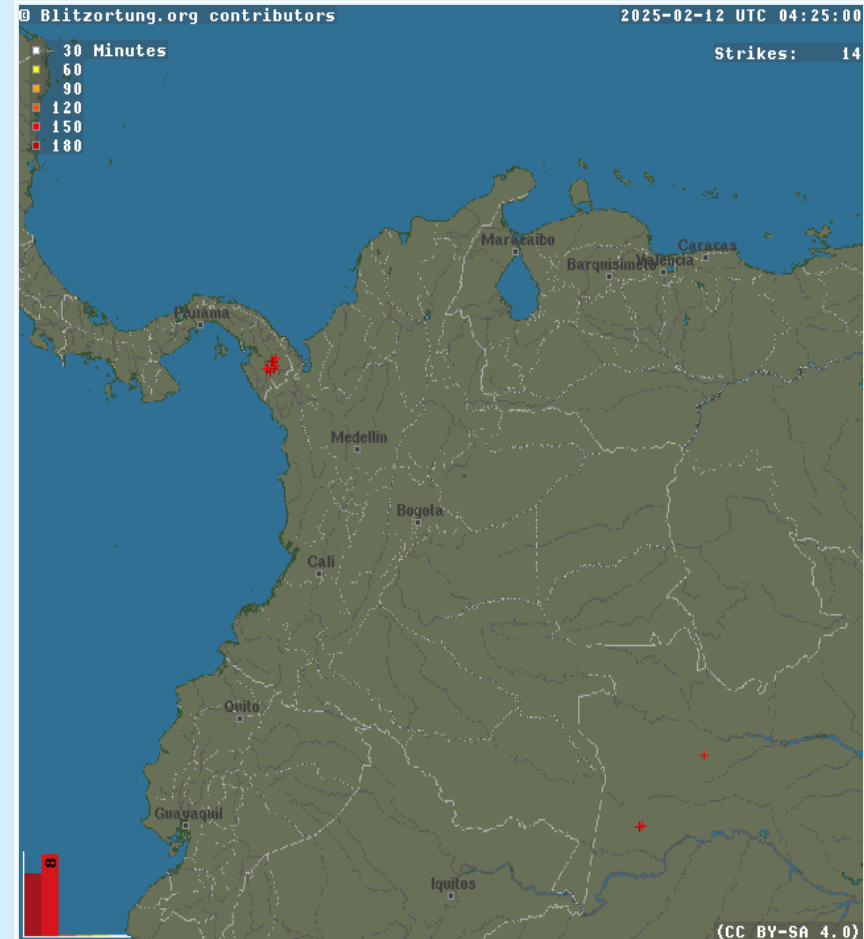 © Blitzortung.org contributors
2025-02-12 UTC 04:25:00
30 Minutes
60
90
120
150
180
Strikes: 14
Maracaibo
Caracas
Valencia
Barquisimeto
Panama
Medellin
Bogota
Cali
Quito
Guayaquil
8
Iquitos
(CC BY-SA 4.0)